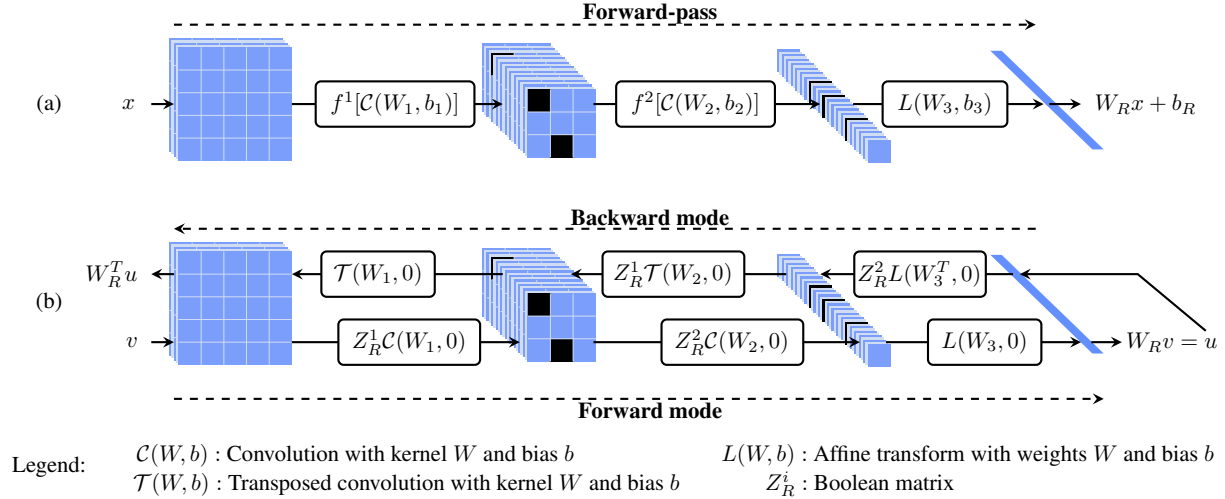 Forward-pass
(a)
x
f^1[𝒞(W_1, b_1)]
f^2[𝒞(W_2, b_2)]
L(W_3, b_3)
W_R x + b_R
Backward mode
W_R^T u
𝒯(W_1, 0)
Z_R^1 𝒯(W_2, 0)
Z_R^2 L(W_3^T, 0)
(b)
v
Z_R^1 𝒞(W_1, 0)
Z_R^2 𝒞(W_2, 0)
L(W_3, 0)
W_R v = u
Forward mode
Legend:
𝒞(W, b) : Convolution with kernel W and bias b
L(W, b) : Affine transform with weights W and bias b
𝒯(W, b) : Transposed convolution with kernel W and bias b
Z_R^i : Boolean matrix